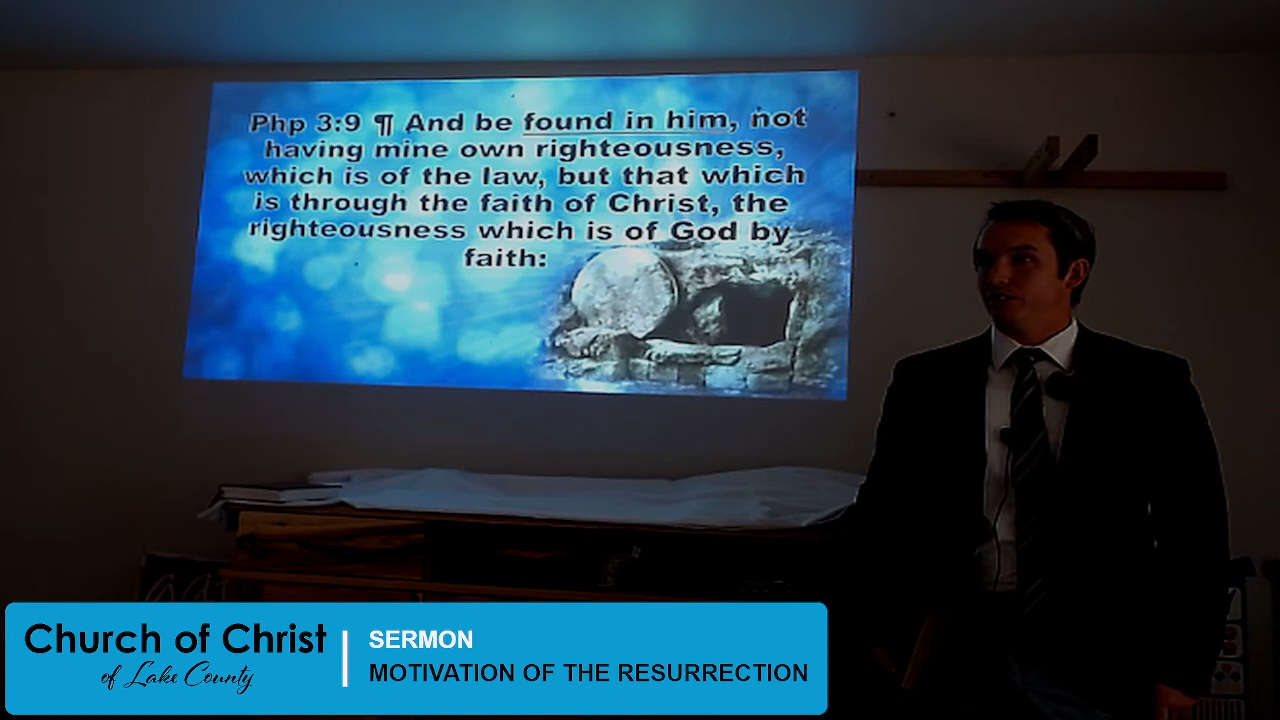 Php 3:9 ¶ And be found in him, not
having mine own righteousness,
which is of the law, but that which
is through the faith of Christ, the
righteousness which is of God by
faith:
Church of Christ
of Lake County
SERMON
MOTIVATION OF THE RESURRECTION